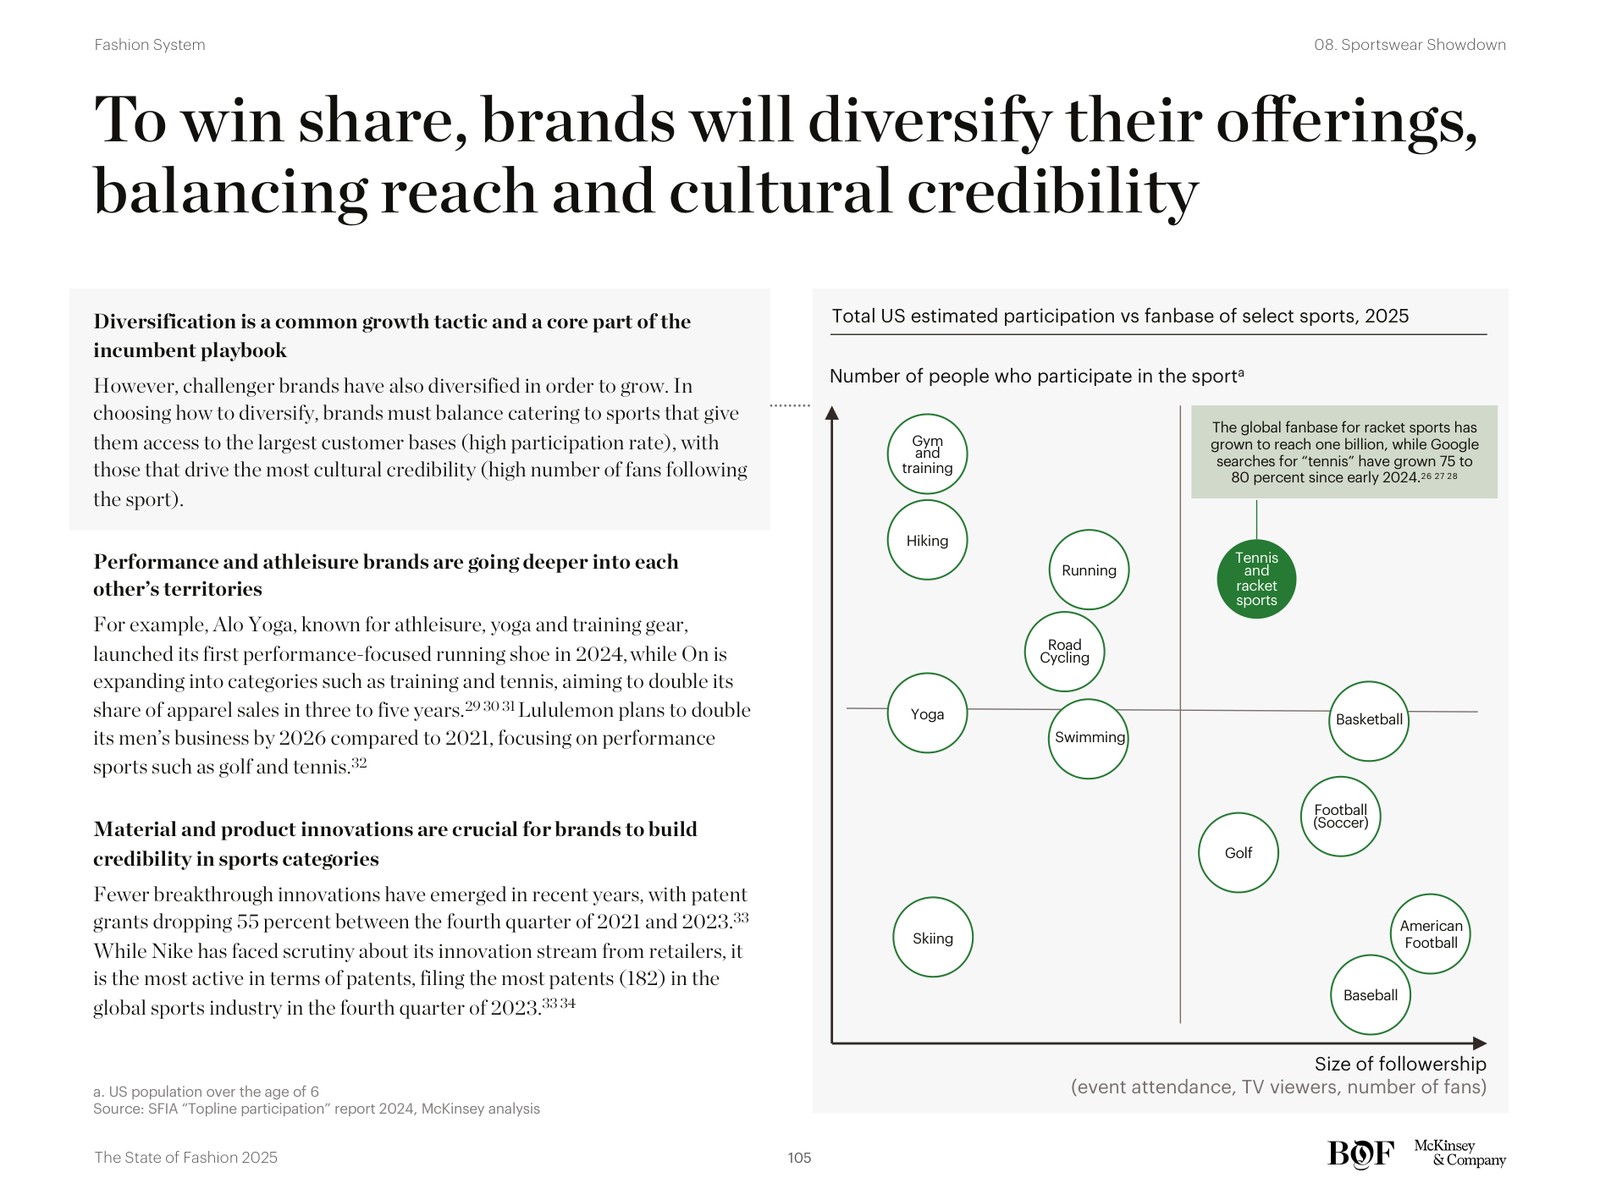 Fashion System
08. Sportswear Showdown
To win share, brands will diversify their offerings,
balancing reach and cultural credibility
Diversification is a common growth tactic and a core part of the
incumbent playbook
However, challenger brands have also diversified in order to grow. In
choosing how to diversify, brands must balance catering to sports that give
them access to the largest customer bases (high participation rate), with
those that drive the most cultural credibility (high number of fans following
the sport).
Performance and athleisure brands are going deeper into each
other’s territories
For example, Alo Yoga, known for athleisure, yoga and training gear,
launched its first performance-focused running shoe in 2024, while On is
expanding into categories such as training and tennis, aiming to double its
share of apparel sales in three to five years.²⁹ ³⁰ ³¹ Lululemon plans to double
its men’s business by 2026 compared to 2021, focusing on performance
sports such as golf and tennis.³²
Material and product innovations are crucial for brands to build
credibility in sports categories
Fewer breakthrough innovations have emerged in recent years, with patent
grants dropping 55 percent between the fourth quarter of 2021 and 2023.³³
While Nike has faced scrutiny about its innovation stream from retailers, it
is the most active in terms of patents, filing the most patents (182) in the
global sports industry in the fourth quarter of 2023.³³ ³⁴
a. US population over the age of 6
Source: SFIA “Topline participation” report 2024, McKinsey analysis
Total US estimated participation vs fanbase of select sports, 2025
Number of people who participate in the sportᵃ
Gym
and
training
Hiking
Running
Road
Cycling
Yoga
Swimming
Skiing
The global fanbase for racket sports has
grown to reach one billion, while Google
searches for “tennis” have grown 75 to
80 percent since early 2024.²⁶ ²⁷ ²⁸
Tennis
and
racket
sports
Basketball
Football
(Soccer)
Golf
American
Football
Baseball
Size of followership
(event attendance, TV viewers, number of fans)
The State of Fashion 2025
105
BOF
McKinsey
& Company